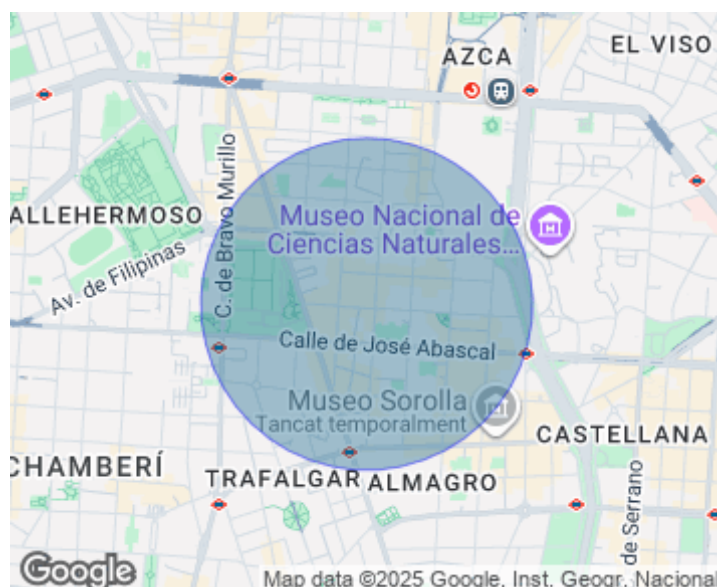 AZCA
EL VISO
C. de Bravo Murillo
ALLEHERMOSO
Museo Nacional de
Ciencias Naturales...
Av. de Filipinas
Calle de José Abascal
Museo Sorolla
Tancat temporalment
CASTELLANA
CHAMBERÍ
TRAFALGAR
ALMAGRO
de Serrano
Google
Map data ©2025 Google, Inst. Geogr. Nacional